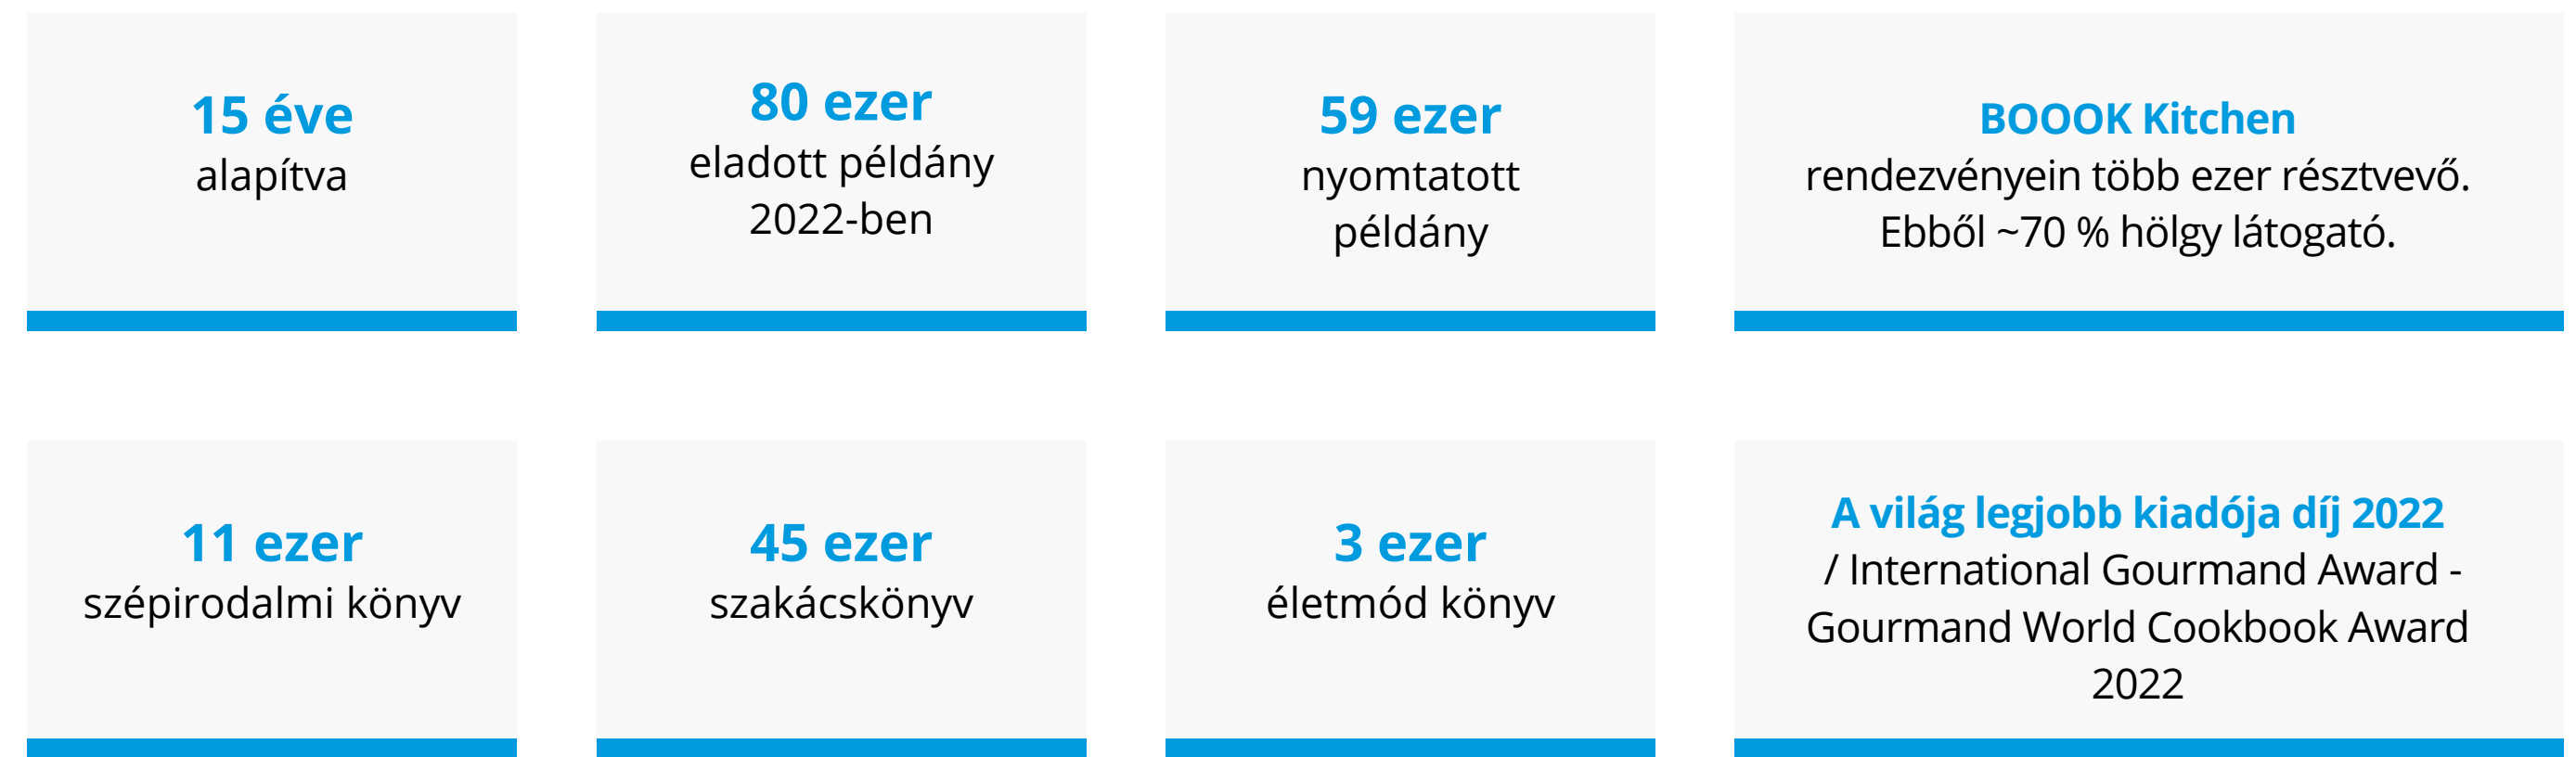 15 éve
alapítva
80 ezer
eladott példány
2022-ben
59 ezer
nyomtatott
példány
BOOOK Kitchen
rendezvényein több ezer résztvevő.
Ebből ~70 % hölgy látogató.
11 ezer
szépirodalmi könyv
45 ezer
szakácskönyv
3 ezer
életmód könyv
A világ legjobb kiadója díj 2022
/ International Gourmand Award -
Gourmand World Cookbook Award
2022